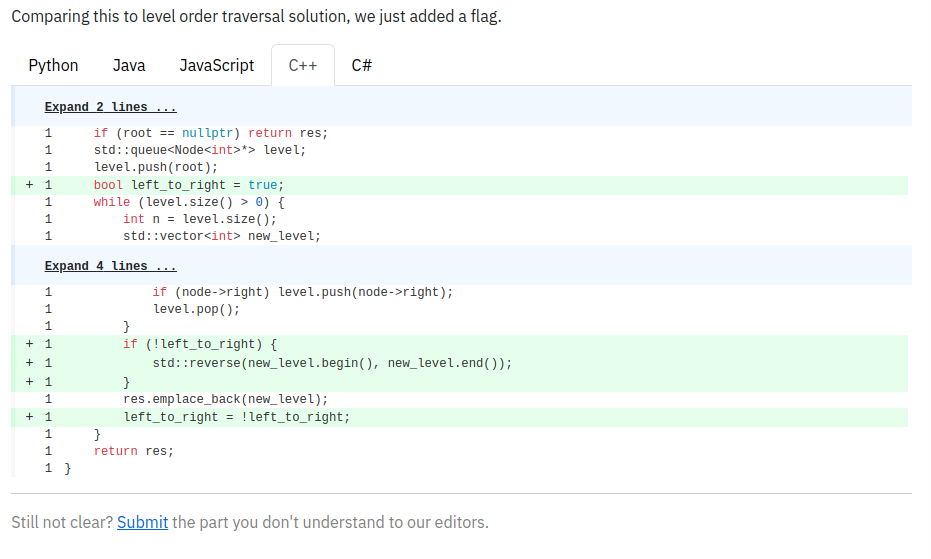 Comparing this to level order traversal solution, we just added a flag.
Python Java JavaScript C++ C#
Expand 2 lines ...
1 if (root == nullptr) return res;
1 std::queue<Node<int>*> level;
1 level.push(root);
+ 1 bool left_to_right = true;
1 while (level.size() > 0) {
1 int n = level.size();
1 std::vector<int> new_level;
Expand 4 lines ...
1 if (node->right) level.push(node->right);
1 level.pop();
1 }
+ 1 if (!left_to_right) {
+ 1 std::reverse(new_level.begin(), new_level.end());
+ 1 }
1 res.emplace_back(new_level);
+ 1 left_to_right = !left_to_right;
1 }
1 return res;
1 }
Still not clear? Submit the part you don't understand to our editors.